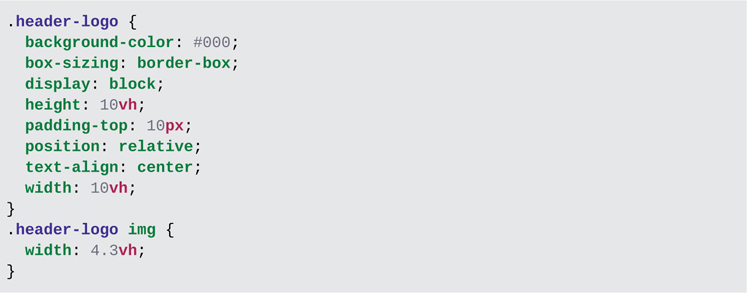 .header-logo {
  background-color: #000;
  box-sizing: border-box;
  display: block;
  height: 10vh;
  padding-top: 10px;
  position: relative;
  text-align: center;
  width: 10vh;
}
.header-logo img {
  width: 4.3vh;
}